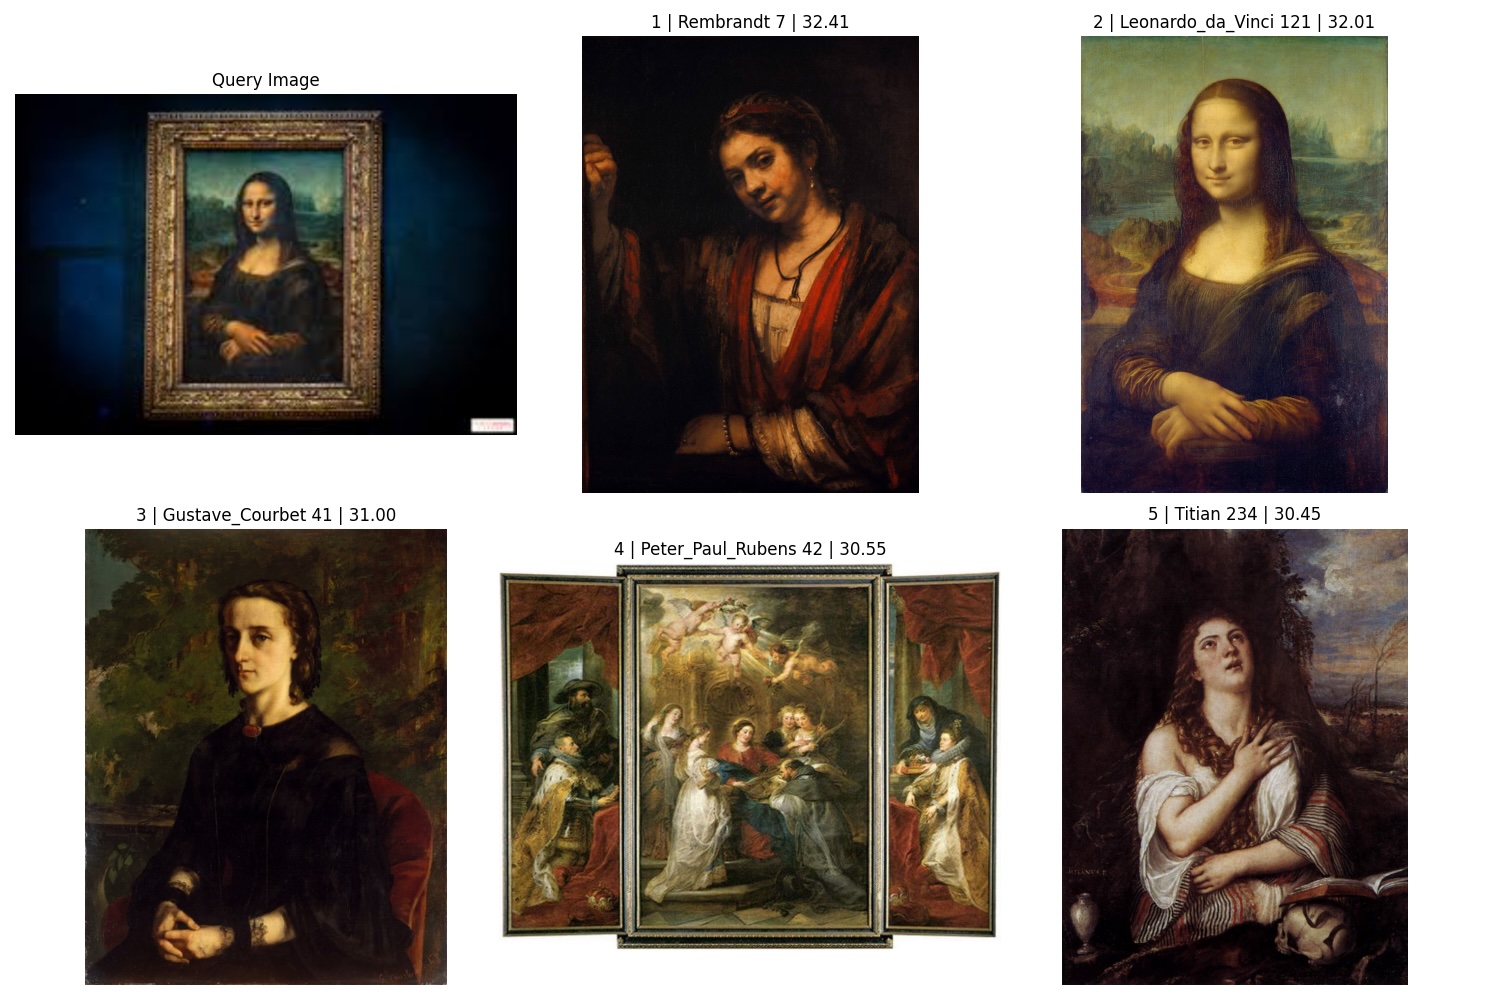 1 | Rembrandt 7 | 32.41
2 | Leonardo_da_Vinci 121 | 32.01
Query Image
3 | Gustave_Courbet 41 | 31.00
4 | Peter_Paul_Rubens 42 | 30.55
5 | Titian 234 | 30.45